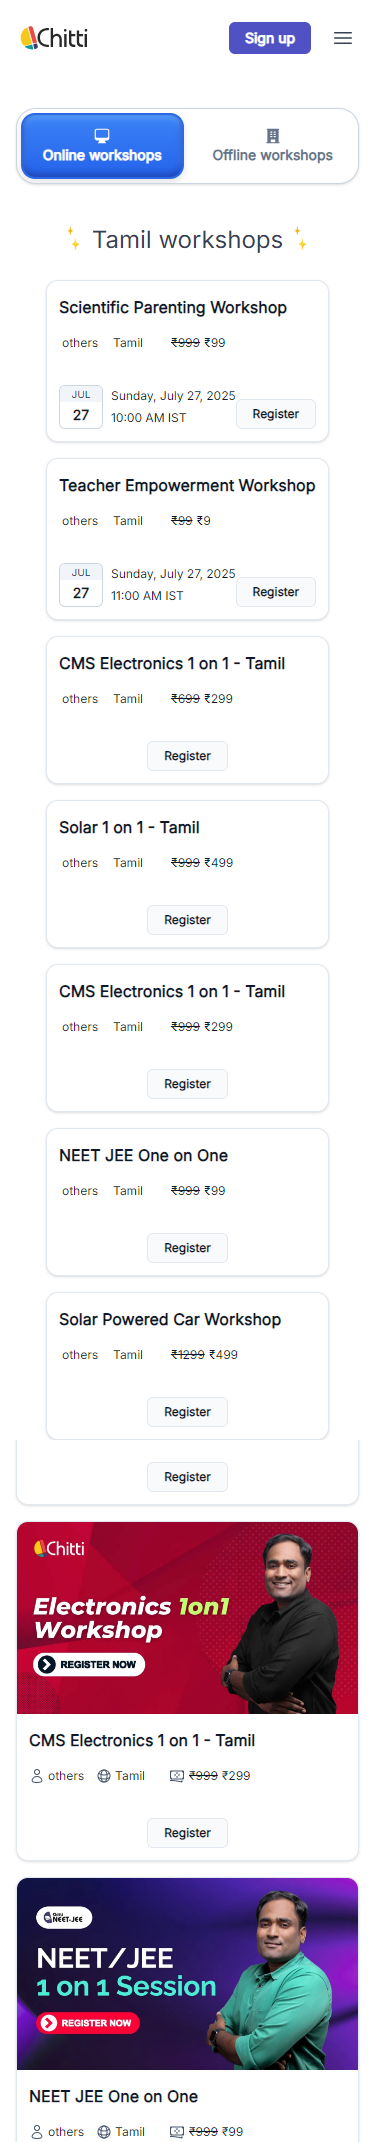 Chitti
Sign up
Online workshops
Offline workshops
Tamil workshops
Scientific Parenting Workshop
others Tamil ₹999 ₹99
JUL
27
Sunday, July 27, 2025
10:00 AM IST
Register
Teacher Empowerment Workshop
others Tamil ₹99 ₹9
JUL
27
Sunday, July 27, 2025
11:00 AM IST
Register
CMS Electronics 1 on 1 - Tamil
others Tamil ₹699 ₹299
Register
Solar 1 on 1 - Tamil
others Tamil ₹999 ₹499
Register
CMS Electronics 1 on 1 - Tamil
others Tamil ₹999 ₹299
Register
NEET JEE One on One
others Tamil ₹999 ₹99
Register
Solar Powered Car Workshop
others Tamil ₹1299 ₹499
Register
Register
Chitti
Electronics 1on1
Workshop
REGISTER NOW
CMS Electronics 1 on 1 - Tamil
others Tamil ₹999 ₹299
Register
Chitti
NEET-JEE
NEET/JEE
1 on 1 Session
REGISTER NOW
NEET JEE One on One
others Tamil ₹999 ₹99